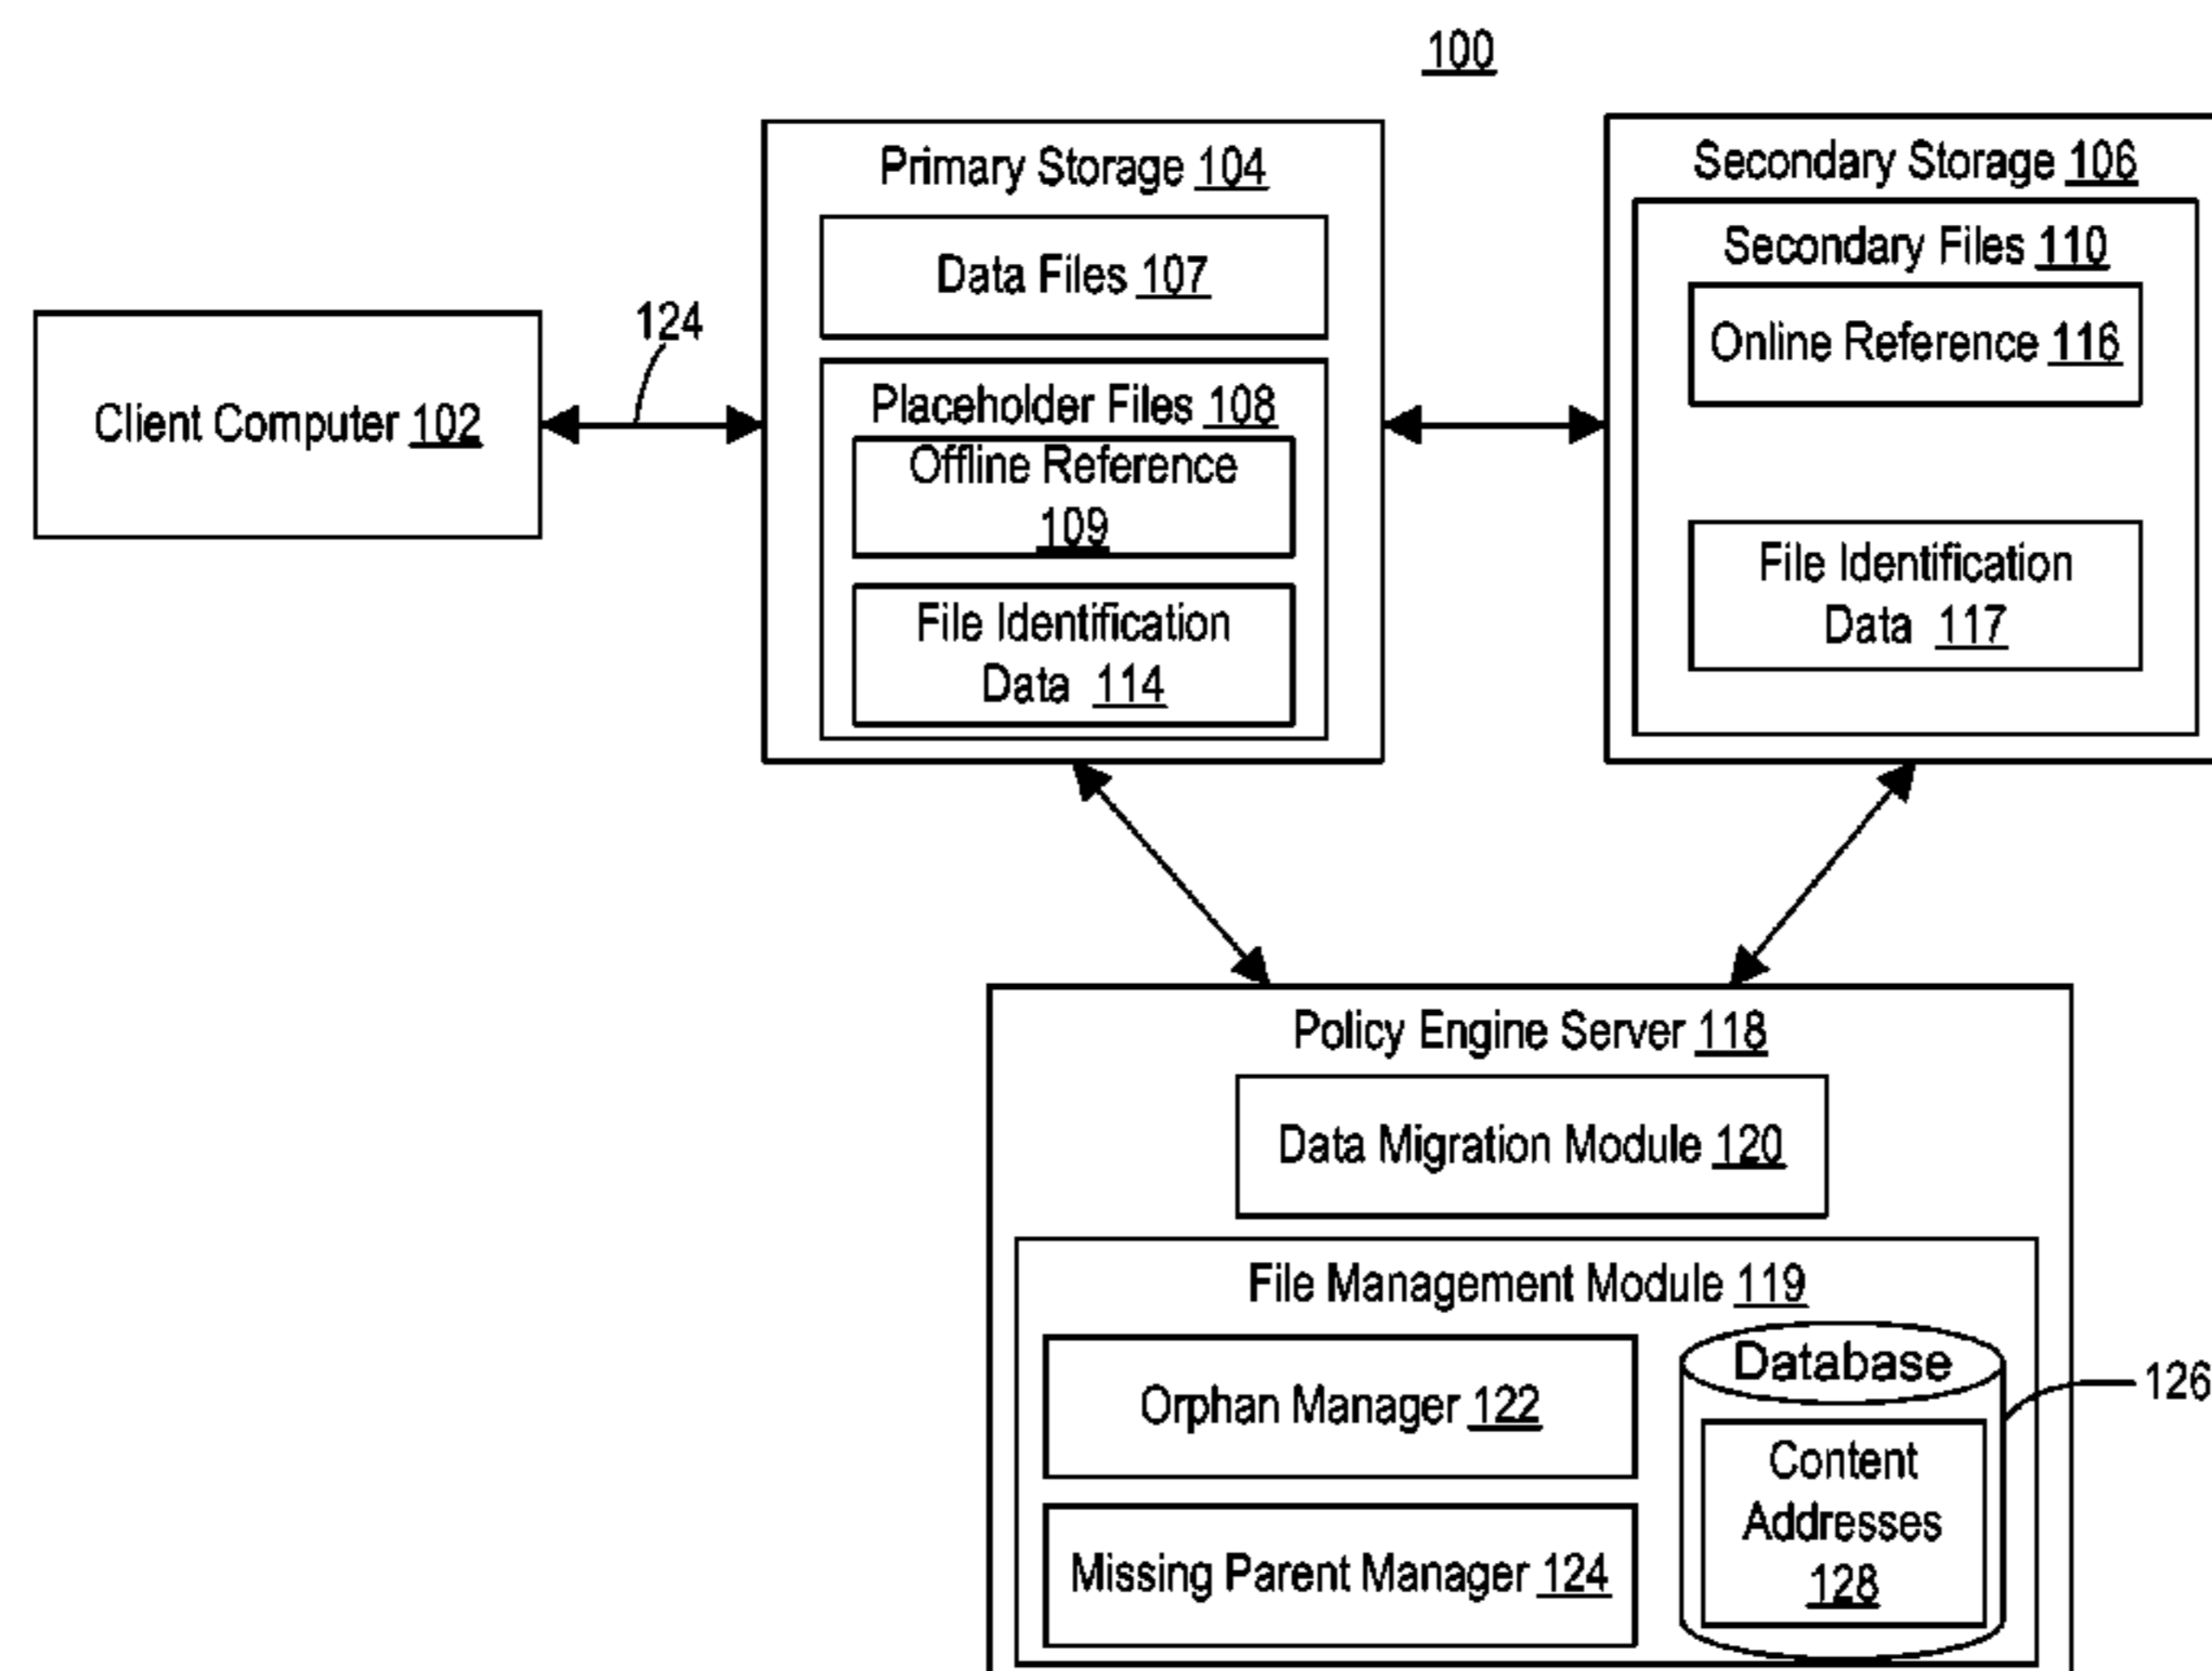 100
Primary Storage 104
Data Files 107
Placeholder Files 108
Offline Reference
109
File Identification
Data 114
Secondary Storage 106
Secondary Files 110
Online Reference 116
File Identification
Data 117
Client Computer 102
124
Policy Engine Server 118
Data Migration Module 120
File Management Module 119
Orphan Manager 122
Missing Parent Manager 124
Database
Content
Addresses
128
126